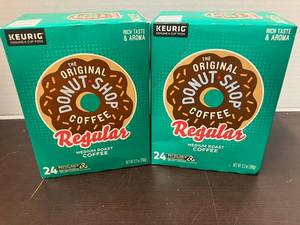 KEURIG
RICH TASTE
& AROMA
THE ORIGINAL
DONUT SHOP
COFFEE
Regular
MEDIUM ROAST
COFFEE
24
KEURIG
RICH TASTE
& AROMA
THE ORIGINAL
DONUT SHOP
COFFEE
Regular
MEDIUM ROAST
COFFEE
24